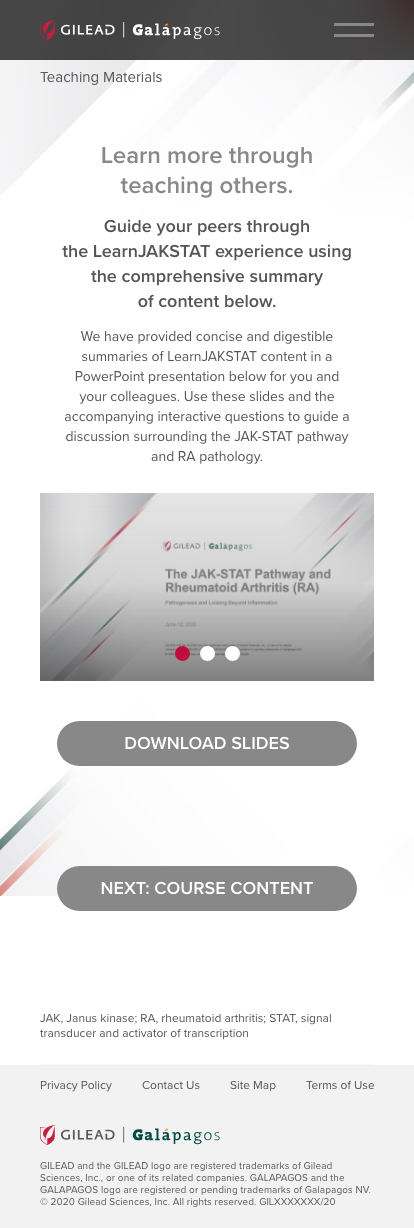 GILEAD | Galápagos
Teaching Materials
Learn more through
teaching others.
Guide your peers through
the LearnJAKSTAT experience using
the comprehensive summary
of content below.
We have provided concise and digestible
summaries of LearnJAKSTAT content in a
PowerPoint presentation below for you and
your colleagues. Use these slides and the
accompanying interactive questions to guide a
discussion surrounding the JAK-STAT pathway
and RA pathology.
GILEAD | Galápagos
The JAK-STAT Pathway and
Rheumatoid Arthritis (RA)
Pathogenesis and Looking Beyond Inflammation
June 12, 2020
DOWNLOAD SLIDES
NEXT: COURSE CONTENT
JAK, Janus kinase; RA, rheumatoid arthritis; STAT, signal
transducer and activator of transcription
Privacy Policy Contact Us Site Map Terms of Use
GILEAD | Galápagos
GILEAD and the GILEAD logo are registered trademarks of Gilead
Sciences, Inc., or one of its related companies. GALAPAGOS and the
GALAPAGOS logo are registered or pending trademarks of Galapagos NV.
© 2020 Gilead Sciences, Inc. All rights reserved. GILXXXXXXX/20